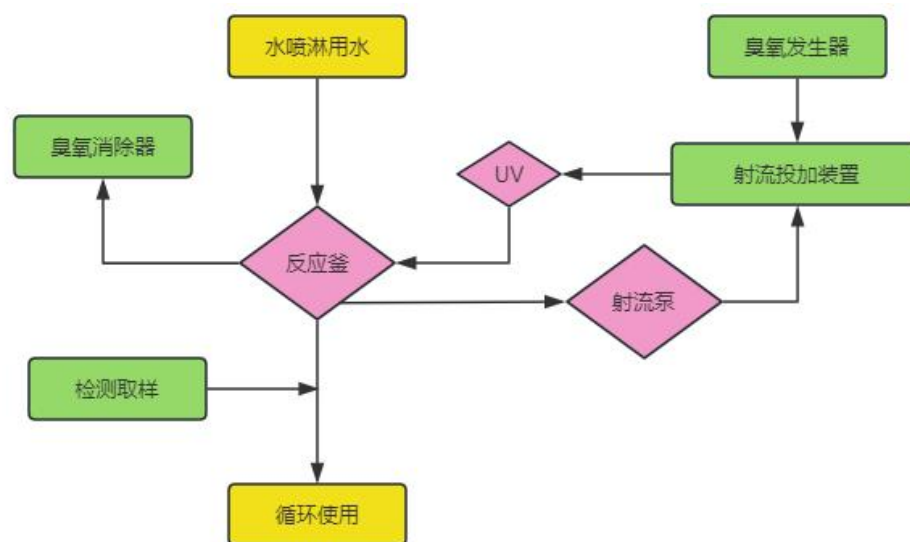 水喷淋用水
臭氧发生器
臭氧消除器
UV
射流投加装置
反应釜
射流泵
检测取样
循环使用